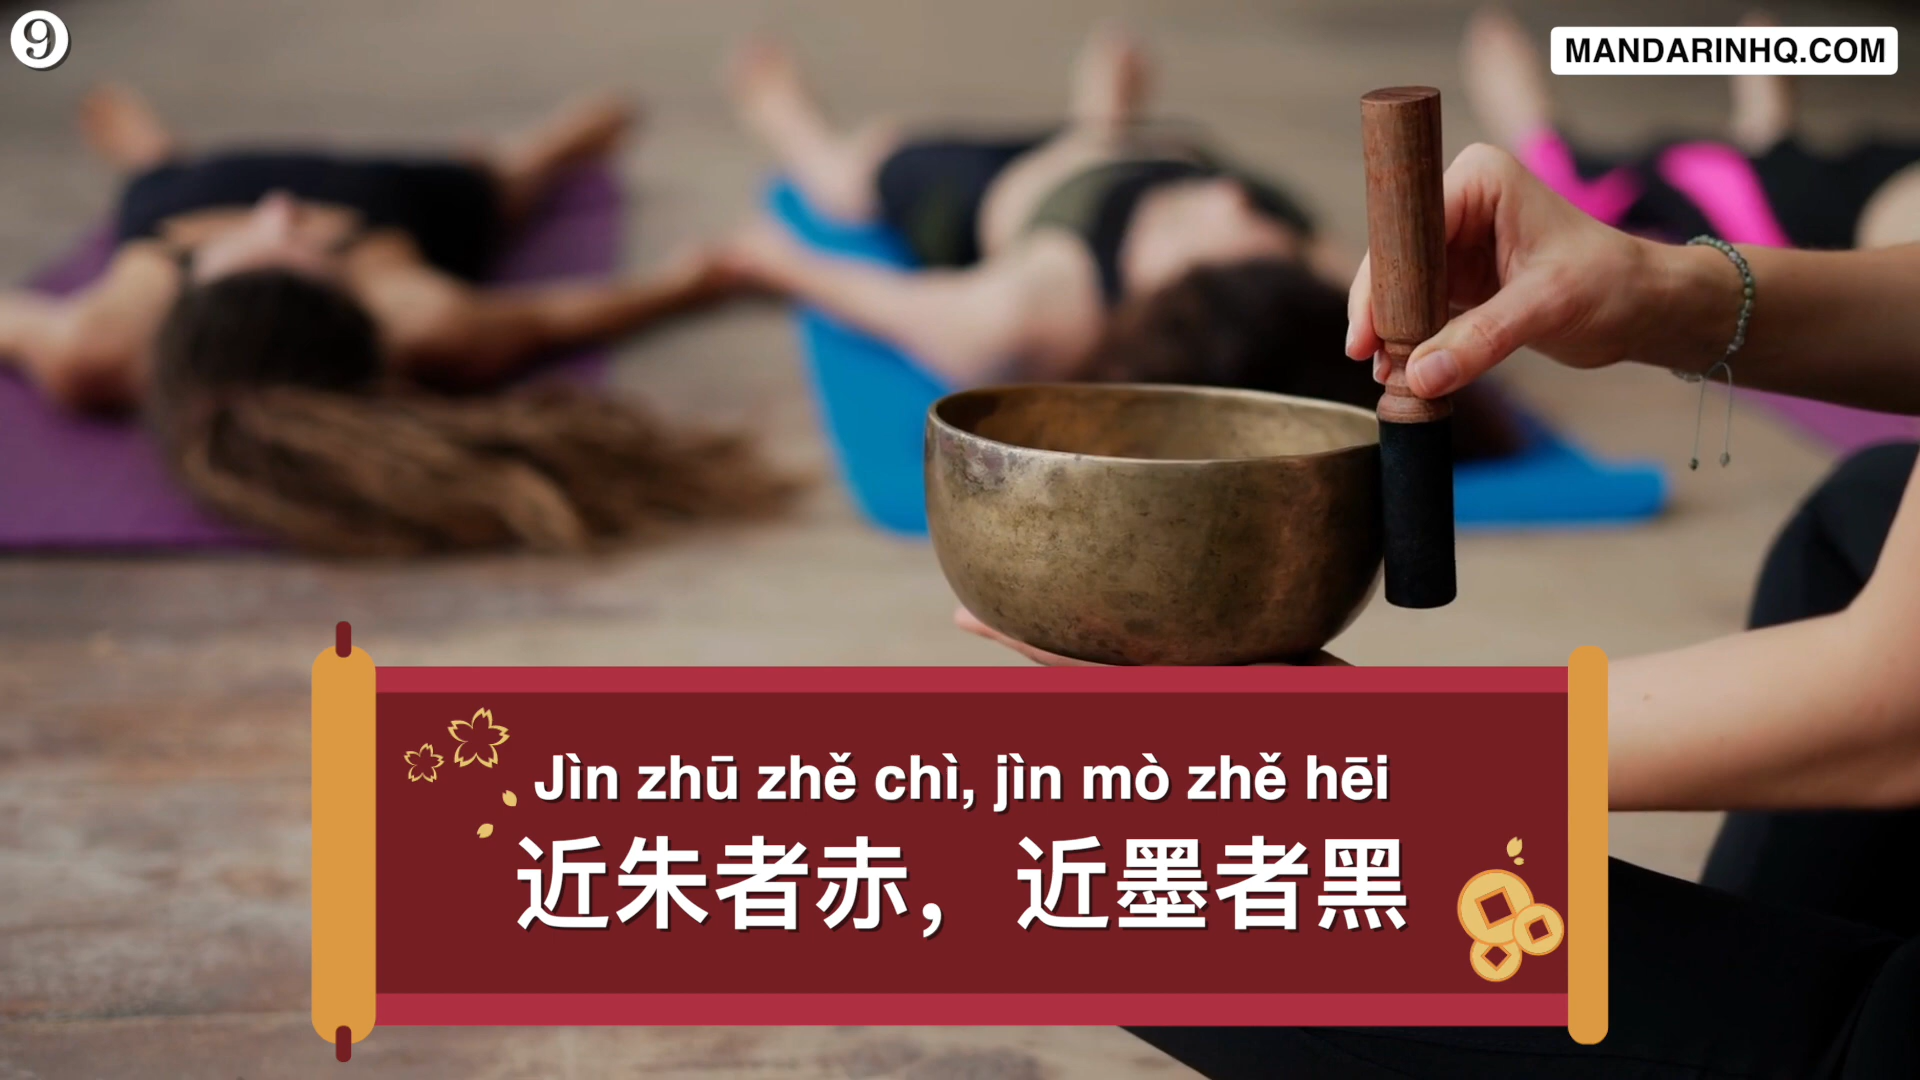 9
MANDARINHQ.COM
Jìn zhū zhě chì, jìn mò zhě hēi
近朱者赤，近墨者黑